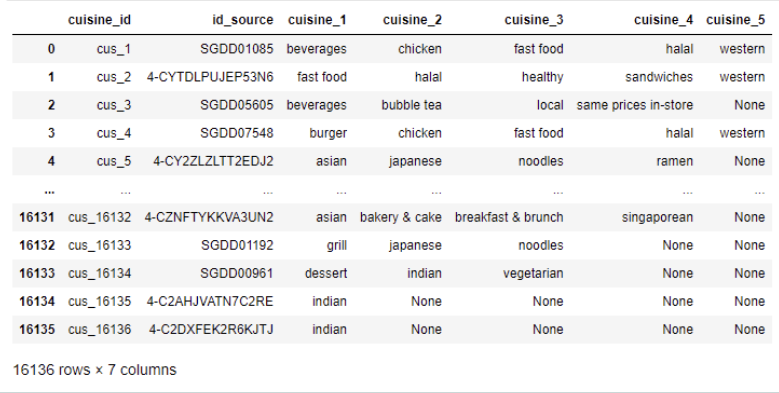 cuisine_id id_source cuisine_1 cuisine_2 cuisine_3 cuisine_4 cuisine_5
0 cus_1 SGDD01085 beverages chicken fast food halal western
1 cus_2 4-CYTDLPUJEP53N6 fast food halal healthy sandwiches western
2 cus_3 SGDD05605 beverages bubble tea local same prices in-store None
3 cus_4 SGDD07548 burger chicken fast food halal western
4 cus_5 4-CY2ZLZLTT2EDJ2 asian japanese noodles ramen None
... ... ... ... ... ... ... ...
16131 cus_16132 4-CZNFTYKKVA3UN2 asian bakery & cake breakfast & brunch singaporean None
16132 cus_16133 SGDD01192 grill japanese noodles None None
16133 cus_16134 SGDD00961 dessert indian vegetarian None None
16134 cus_16135 4-C2AHJVATN7C2RE indian None None None None
16135 cus_16136 4-C2DXFEK2R6KJTJ indian None None None None
16136 rows × 7 columns